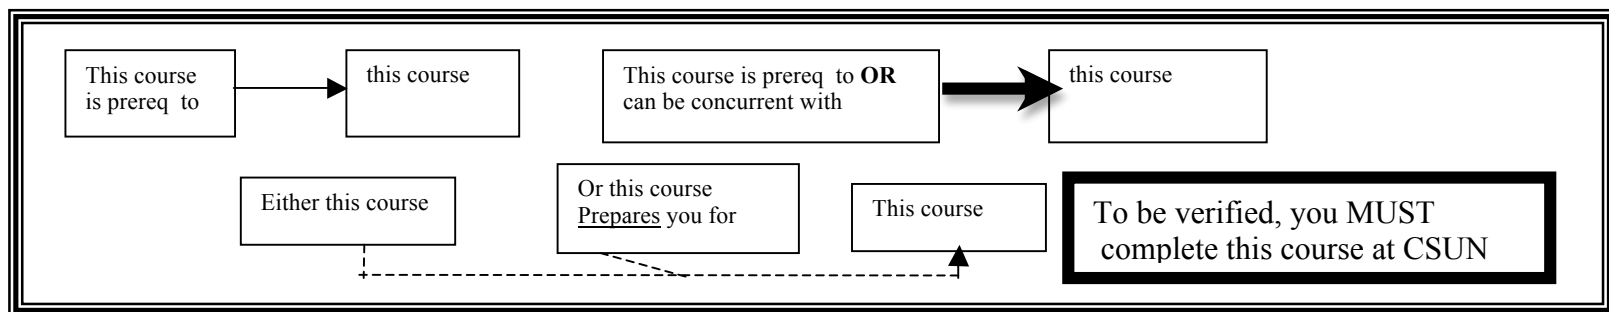 This course
is prereq to
this course
This course is prereq to OR
can be concurrent with
this course
Either this course
Or this course
Prepares you for
This course
To be verified, you MUST
complete this course at CSUN